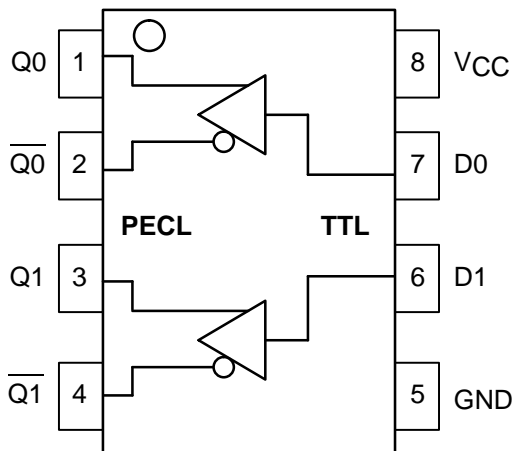 Q0 1 8 VCC
Q0̅ 2 7 D0
PECL TTL
Q1 3 6 D1
Q1̅ 4 5 GND